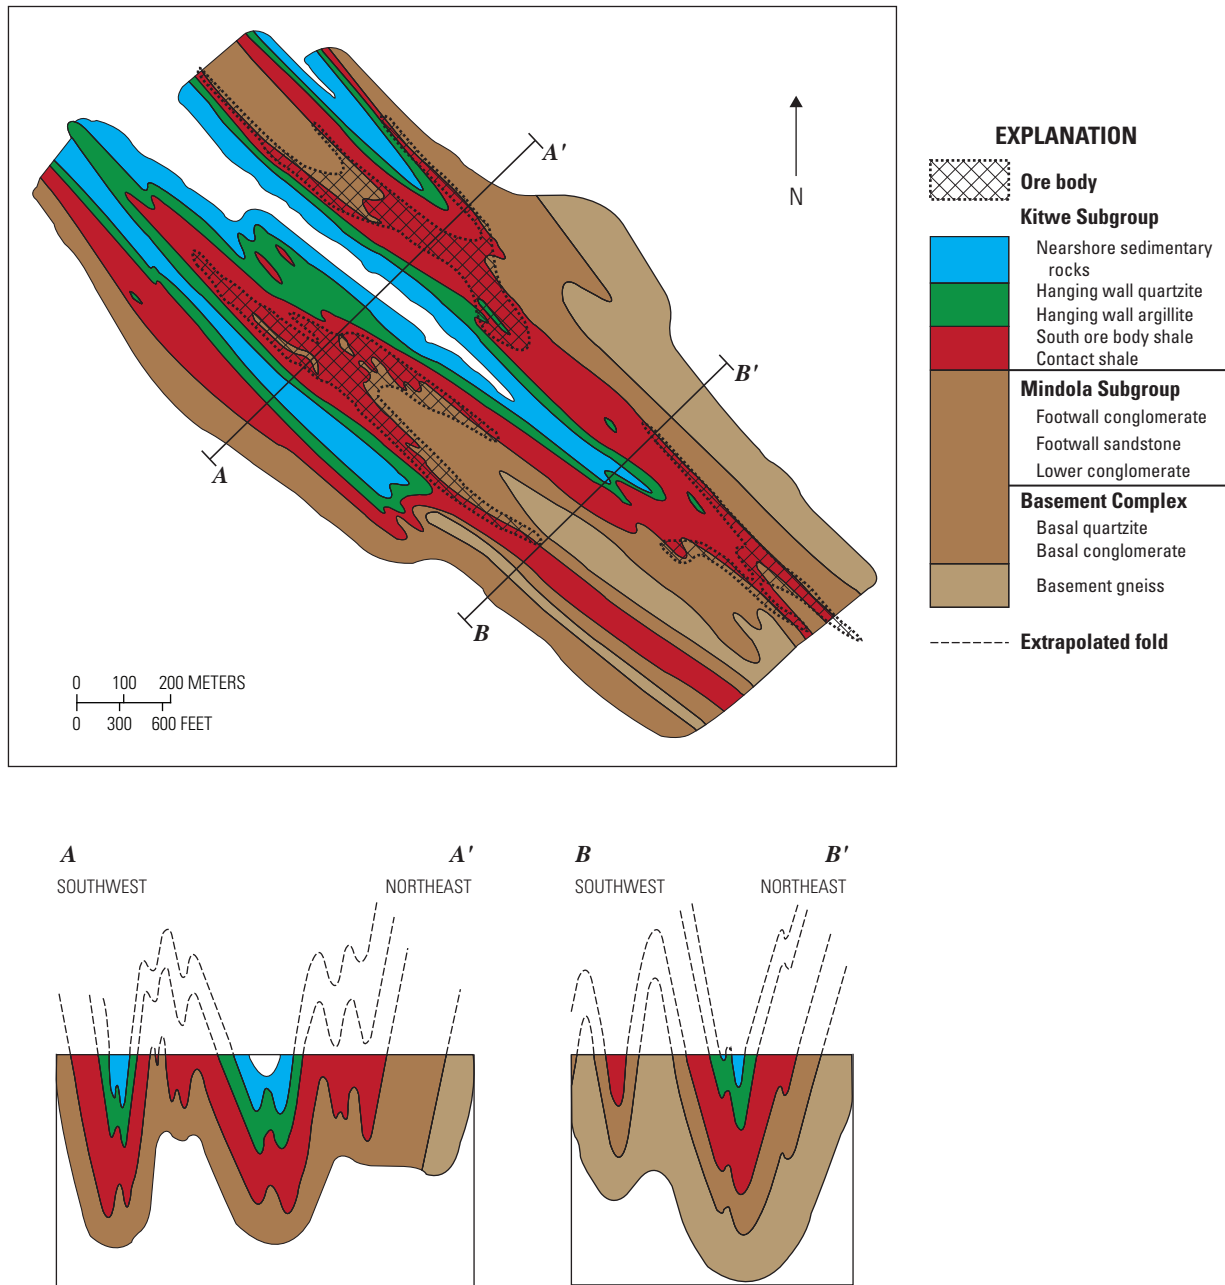 A'
N
B'
A
B
0 100 200 METERS
0 300 600 FEET
EXPLANATION
Ore body
Kitwe Subgroup
Nearshore sedimentary
rocks
Hanging wall quartzite
Hanging wall argillite
South ore body shale
Contact shale
Mindola Subgroup
Footwall conglomerate
Footwall sandstone
Lower conglomerate
Basement Complex
Basal quartzite
Basal conglomerate
Basement gneiss
Extrapolated fold
A A'
SOUTHWEST NORTHEAST
B B'
SOUTHWEST NORTHEAST